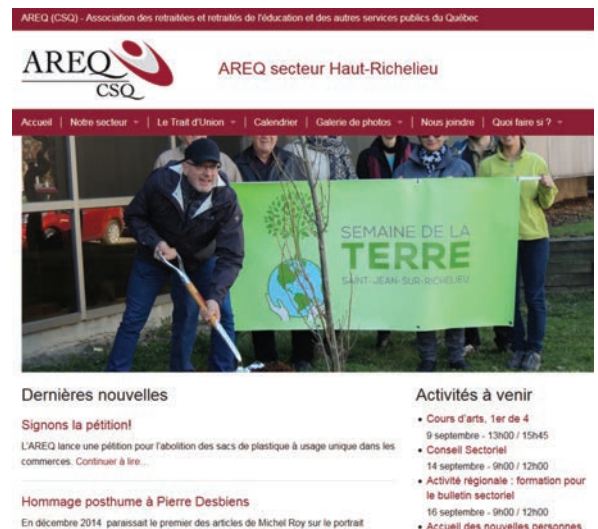 AREQ (CSQ) - Association des retraitées et retraités de l'éducation et des autres services publics du Québec
AREQ
CSQ
AREQ secteur Haut-Richelieu
Accueil | Notre secteur | Le Trait d'Union | Calendrier | Galerie de photos | Nous joindre | Quoi faire si ?
SEMAINE DE LA
TERRE
SAINT-JEAN-SUR-RICHELIEU
Dernières nouvelles
Signons la pétition!
L'AREQ lance une pétition pour l'abolition des sacs de plastique à usage unique dans les
commerces. Continuer à lire...
Hommage posthume à Pierre Desbiens
En décembre 2014 paraissait le premier des articles de Michel Roy sur le portrait
Activités à venir
• Cours d'arts, 1er de 4
9 septembre - 13h00 / 15h45
• Conseil Sectoriel
14 septembre - 9h00 / 12h00
• Activité régionale : formation pour
le bulletin sectoriel
16 septembre - 9h00 / 12h00
• Accueil des nouvelles personnes